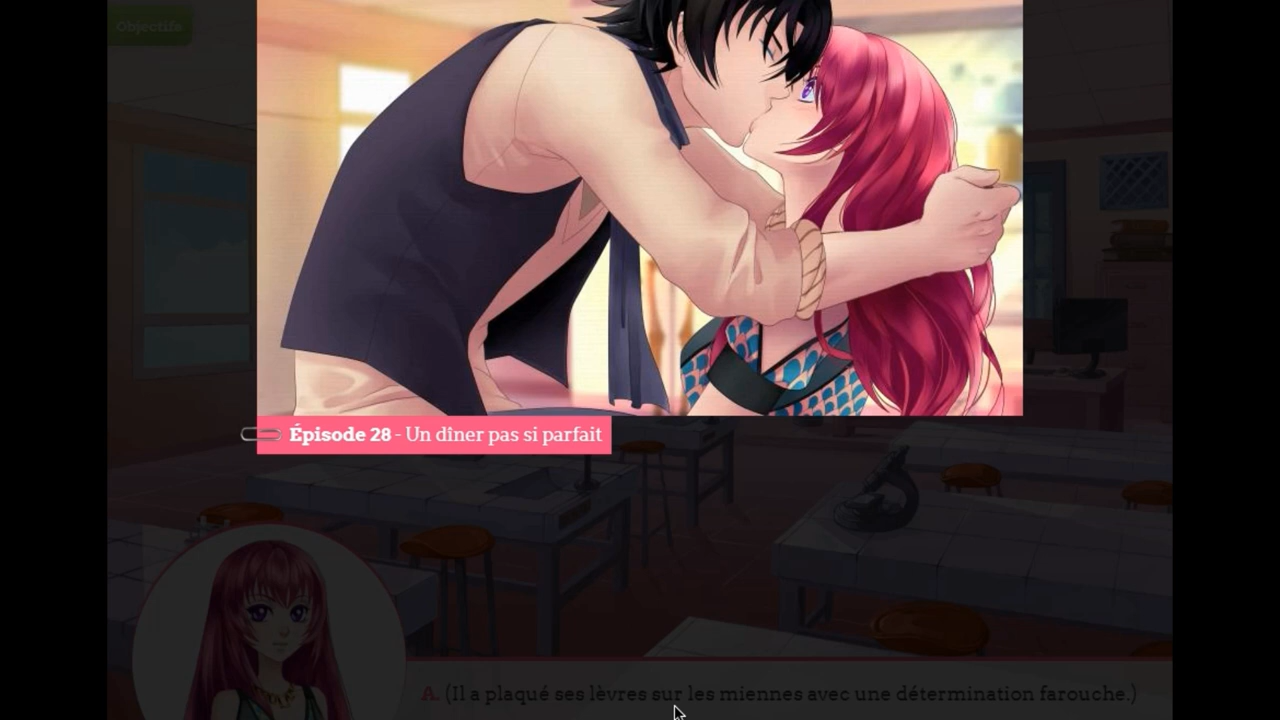 Objectifs
Épisode 28 - Un dîner pas si parfait
A. (Il a plaqué ses lèvres sur les miennes avec une détermination farouche.)